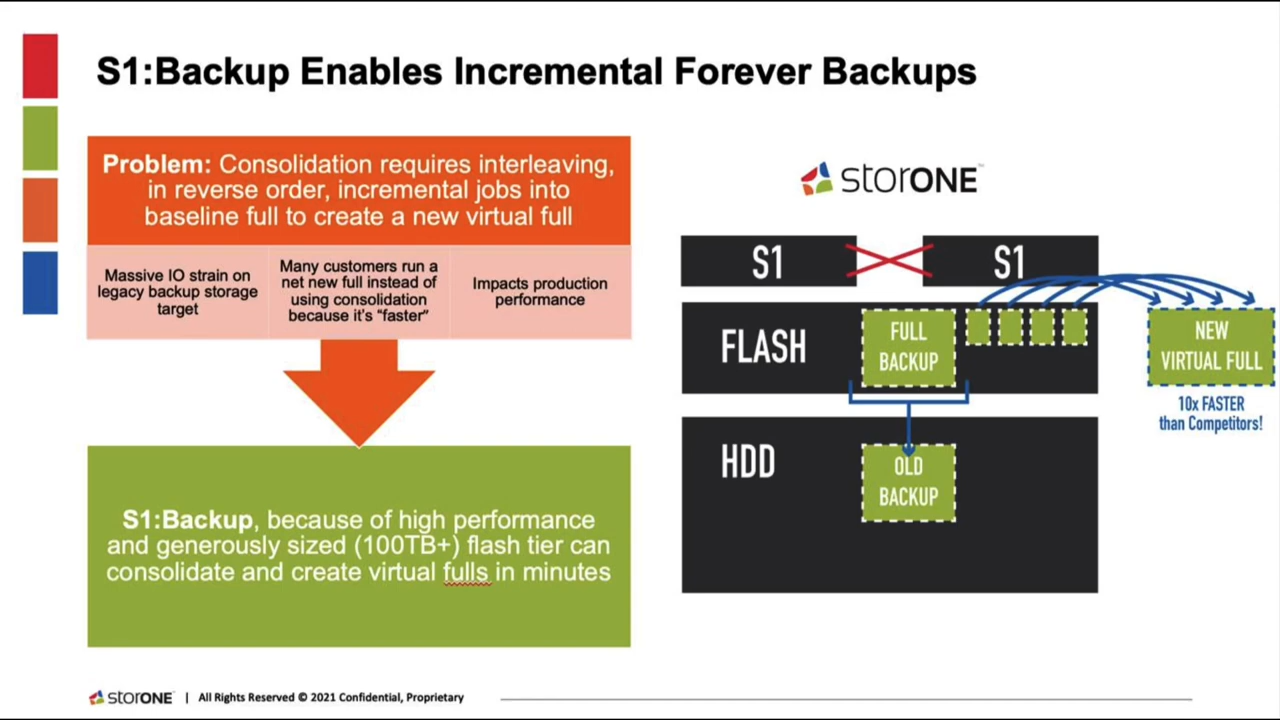 S1:Backup Enables Incremental Forever Backups
Problem: Consolidation requires interleaving,
in reverse order, incremental jobs into
baseline full to create a new virtual full
Massive IO strain on
legacy backup storage
target
Many customers run a
net new full instead of
using consolidation
because it's “faster”
Impacts production
performance
S1:Backup, because of high performance
and generously sized (100TB+) flash tier can
consolidate and create virtual fulls in minutes
storONE™
S1
S1
FLASH
FULL
BACKUP
NEW
VIRTUAL FULL
10x FASTER
than Competitors!
HDD
OLD
BACKUP
storONE | All Rights Reserved © 2021 Confidential, Proprietary